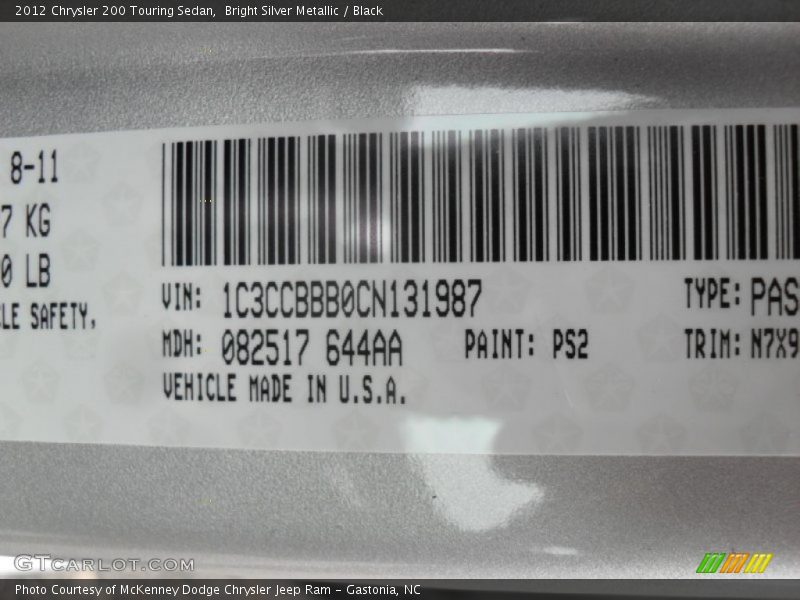 2012 Chrysler 200 Touring Sedan, Bright Silver Metallic / Black
8-11
7 KG
0 LB
LE SAFETY,
VIN: 1C3CCBBB0CN131987
TYPE: PAS
MDH: 082517 644AA
PAINT: PS2
TRIM: N7X9
VEHICLE MADE IN U.S.A.
GTCARLOT.COM
Photo Courtesy of McKenney Dodge Chrysler Jeep Ram - Gastonia, NC